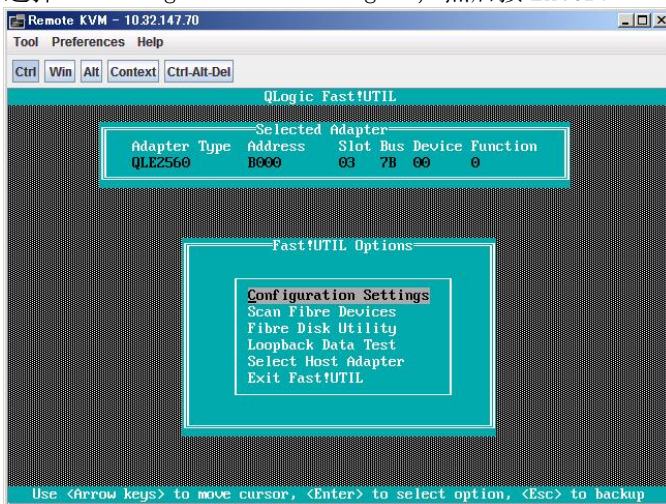 Remote KVM - 10.32.147.70
Tool Preferences Help
Ctrl Win Alt Context Ctrl-Alt-Del
QLogic Fast!UTIL
Selected Adapter
Adapter Type Address Slot Bus Device Function
QLE2560 B000 03 7B 00 0
Fast!UTIL Options
Configuration Settings
Scan Fibre Devices
Fibre Disk Utility
Loopback Data Test
Select Host Adapter
Exit Fast!UTIL
Use <Arrow keys> to move cursor, <Enter> to select option, <Esc> to backup